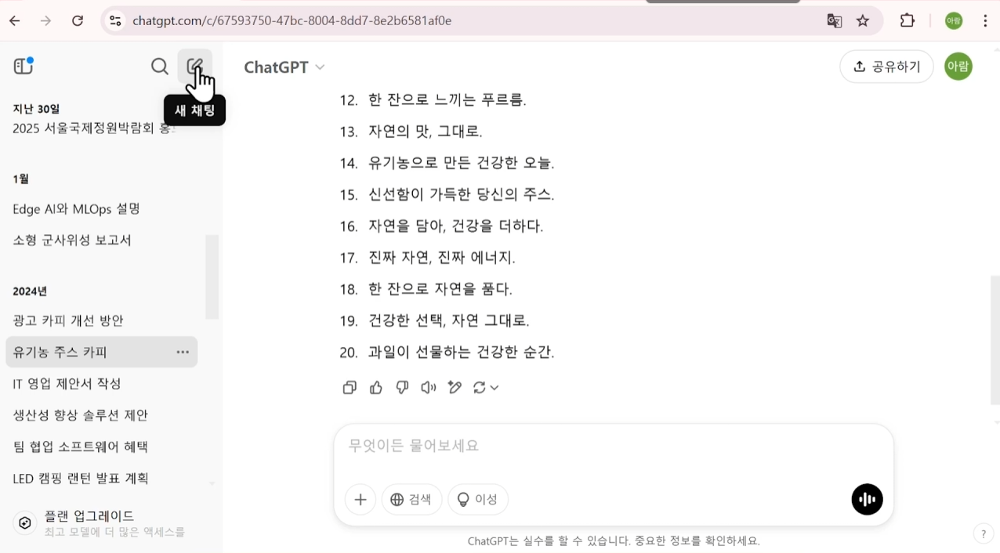 chatgpt.com/c/67593750-47bc-8004-8dd7-8e2b6581af0e
아람
ChatGPT
공유하기
아람
새 채팅
지난 30일
2025 서울국제정원박람회 홍
1월
Edge AI와 MLOps 설명
소형 군사위성 보고서
2024년
광고 카피 개선 방안
유기농 주스 카피
IT 영업 제안서 작성
생산성 향상 솔루션 제안
팀 협업 소프트웨어 혜택
LED 캠핑 랜턴 발표 계획
플랜 업그레이드
최고 모델에 더 많은 액세스를
12. 한 잔으로 느끼는 푸르름.
13. 자연의 맛, 그대로.
14. 유기농으로 만든 건강한 오늘.
15. 신선함이 가득한 당신의 주스.
16. 자연을 담아, 건강을 더하다.
17. 진짜 자연, 진짜 에너지.
18. 한 잔으로 자연을 품다.
19. 건강한 선택, 자연 그대로.
20. 과일이 선물하는 건강한 순간.
무엇이든 물어보세요
검색
이성
ChatGPT는 실수를 할 수 있습니다. 중요한 정보를 확인하세요.
?